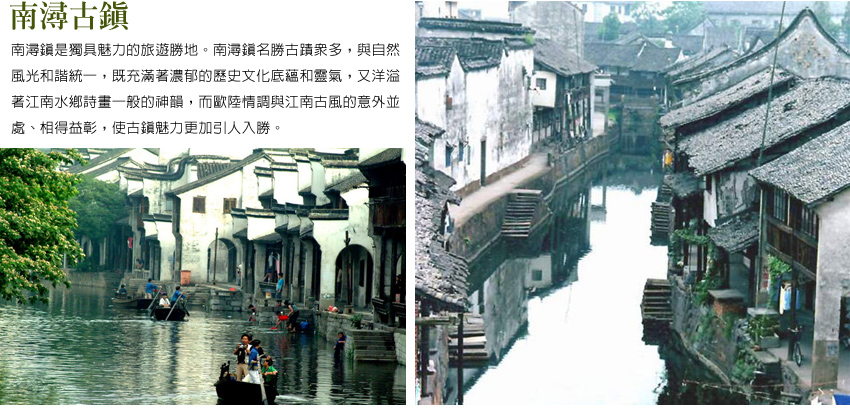 南潯古鎮
南潯鎮是獨具魅力的旅遊勝地。南潯鎮名勝古蹟衆多，與自然
風光和諧統一，既充滿著濃郁的歷史文化底蘊和靈氣，又洋溢
著江南水鄉詩畫一般的神韻，而歐陸情調與江南古風的意外並
處、相得益彰，使古鎮魅力更加引人入勝。